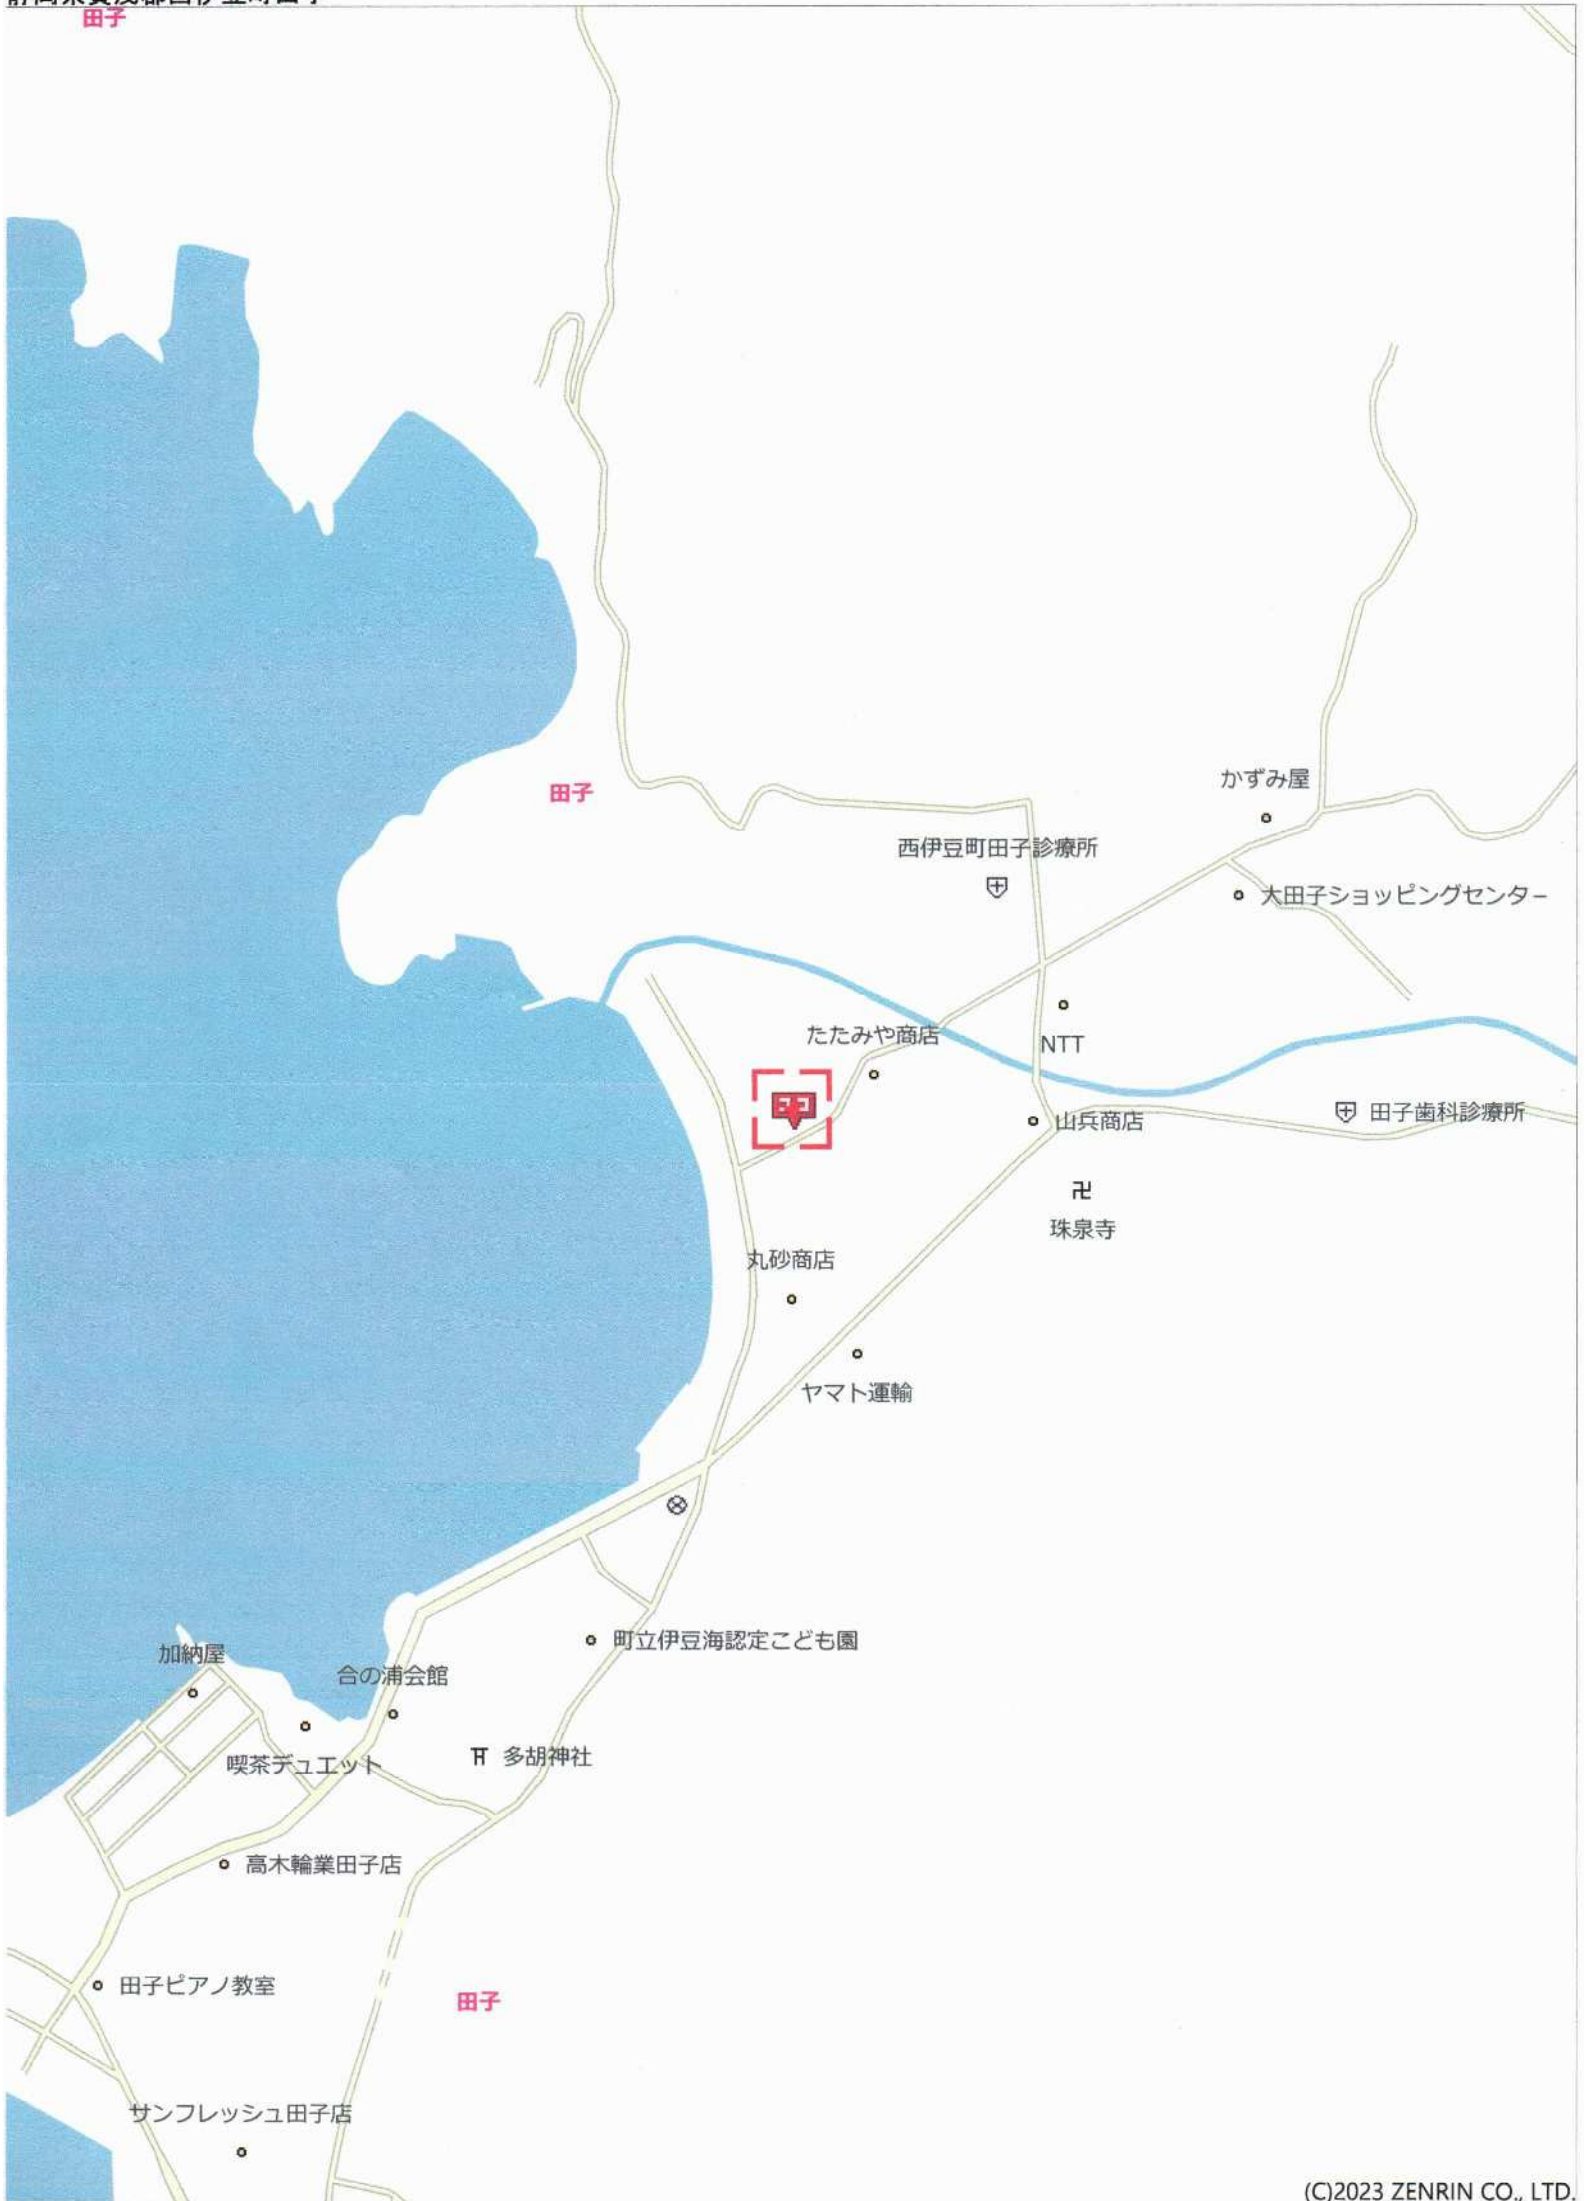 田子
田子
かずみ屋
西伊豆町田子診療所
大田子ショッピングセンター
たたみや商店
NTT
山兵商店
田子歯科診療所
珠泉寺
丸砂商店
ヤマト運輸
町立伊豆海認定こども園
加納屋
合の浦会館
喫茶デュエット
多胡神社
高木輪業田子店
田子ピアノ教室
田子
サンフレッシュ田子店
(C)2023 ZENRIN CO., LTD.